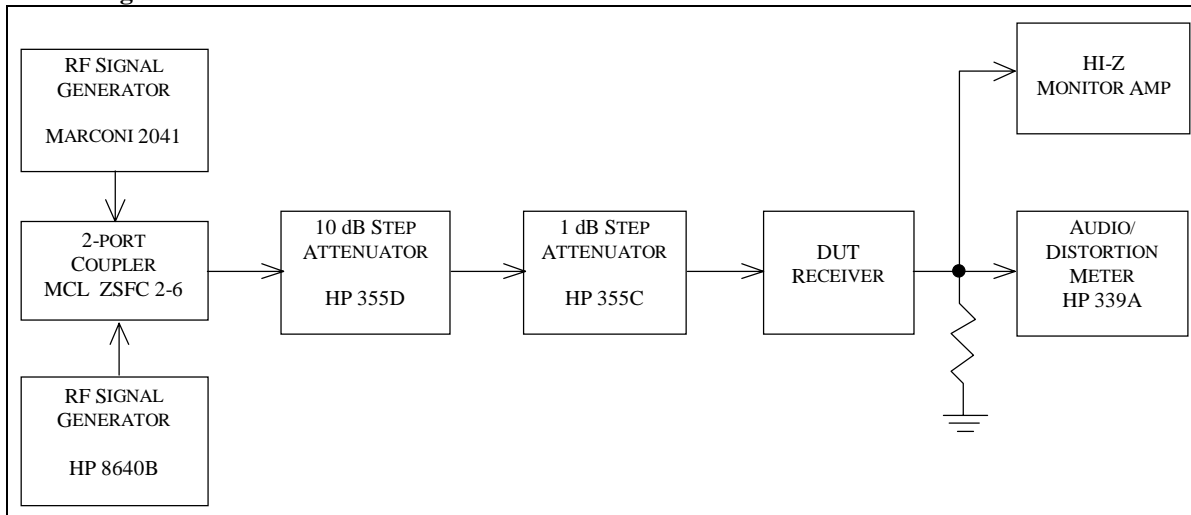 RF SIGNAL
GENERATOR
MARCONI 2041
2-PORT
COUPLER
MCL ZSFC 2-6
RF SIGNAL
GENERATOR
HP 8640B
10 dB STEP
ATTENUATOR
HP 355D
1 dB STEP
ATTENUATOR
HP 355C
DUT
RECEIVER
HI-Z
MONITOR AMP
AUDIO/
DISTORTION
METER
HP 339A